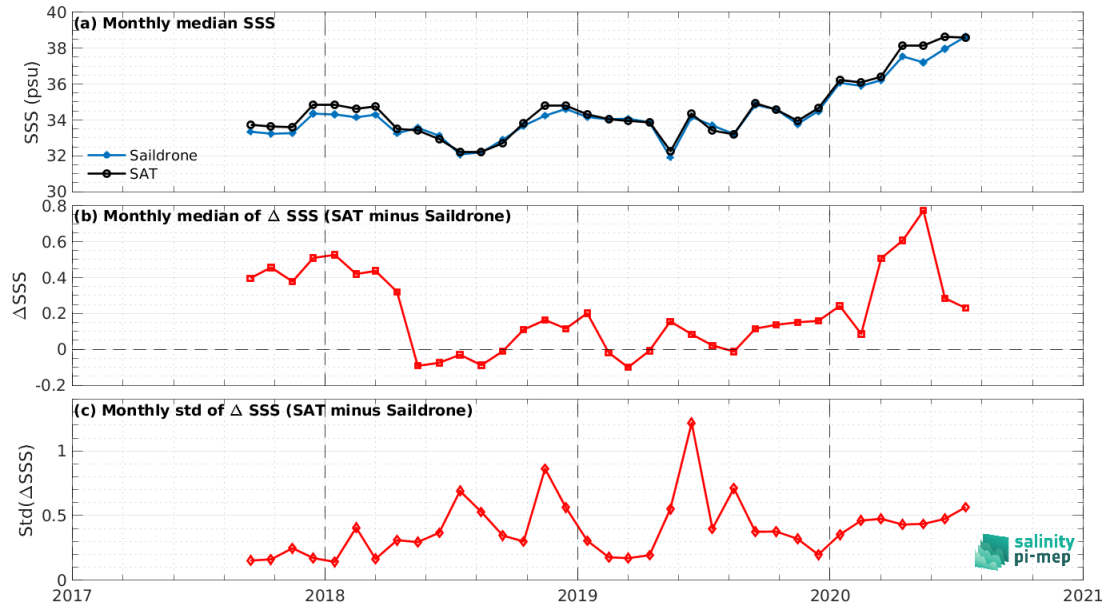 (a) Monthly median SSS
40
38
36
34
32
30
SSS (psu)
Saildrone
SAT
(b) Monthly median of Δ SSS (SAT minus Saildrone)
0.8
0.6
0.4
0.2
0
-0.2
ΔSSS
(c) Monthly std of Δ SSS (SAT minus Saildrone)
1
0.5
0
Std(ΔSSS)
salinity
pi-mep
2017
2018
2019
2020
2021